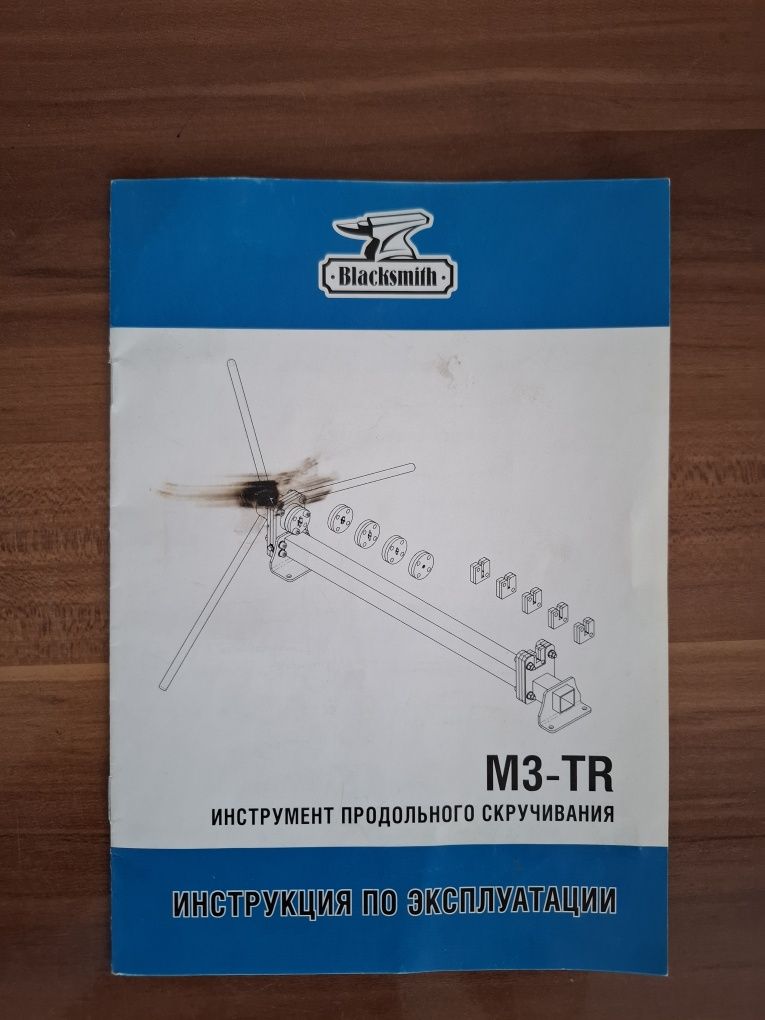 Blacksmith
M3-TR
ИНСТРУМЕНТ ПРОДОЛЬНОГО СКРУЧИВАНИЯ
ИНСТРУКЦИЯ ПО ЭКСПЛУАТАЦИИ